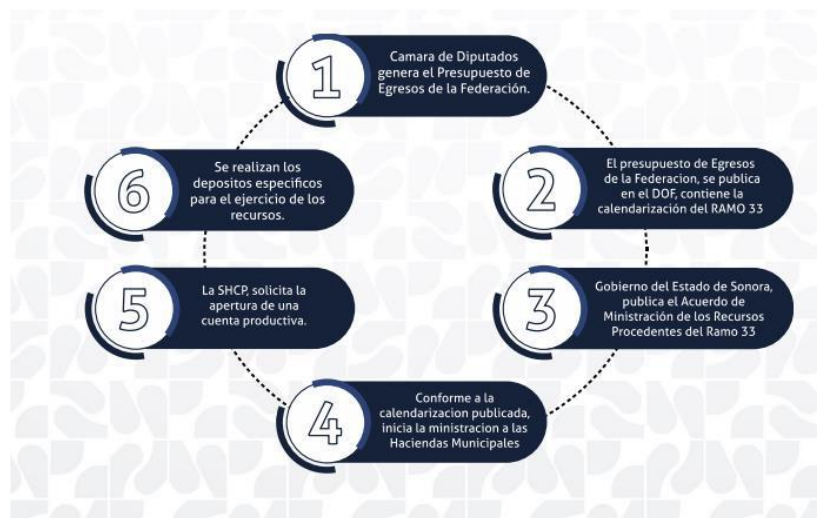 1
Camara de Diputados
genera el Presupuesto de
Egresos de la Federación.
2
El presupuesto de Egresos
de la Federacion, se publica
en el DOF, contiene la
calendarización del RAMO 33
3
Gobierno del Estado de Sonora,
publica el Acuerdo de
Ministración de los Recursos
Procedentes del Ramo 33
4
Conforme a la
calendarizacion publicada,
inicia la ministracion a las
Haciendas Municipales
5
La SHCP, solicita la
apertura de una
cuenta productiva.
6
Se realizan los
depositos especificos
para el ejercicio de los
recursos.